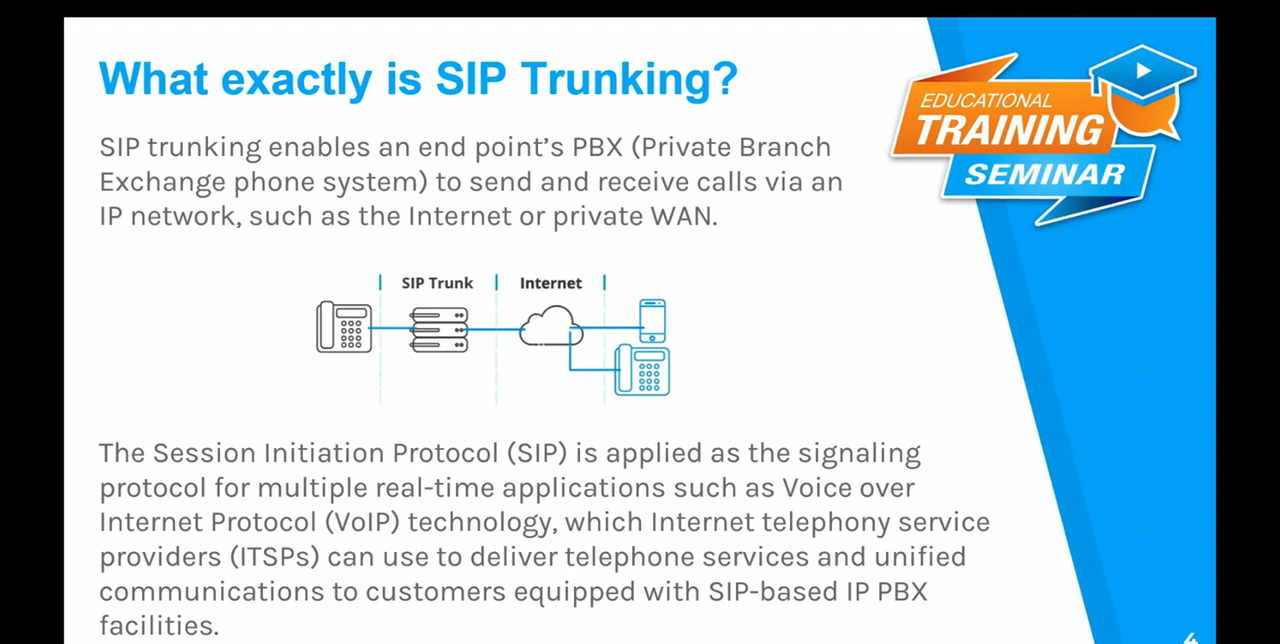 What exactly is SIP Trunking?
EDUCATIONAL
TRAINING
SEMINAR
SIP trunking enables an end point's PBX (Private Branch
Exchange phone system) to send and receive calls via an
IP network, such as the Internet or private WAN.
SIP Trunk
Internet
The Session Initiation Protocol (SIP) is applied as the signaling
protocol for multiple real-time applications such as Voice over
Internet Protocol (VoIP) technology, which Internet telephony service
providers (ITSPs) can use to deliver telephone services and unified
communications to customers equipped with SIP-based IP PBX
facilities.
4